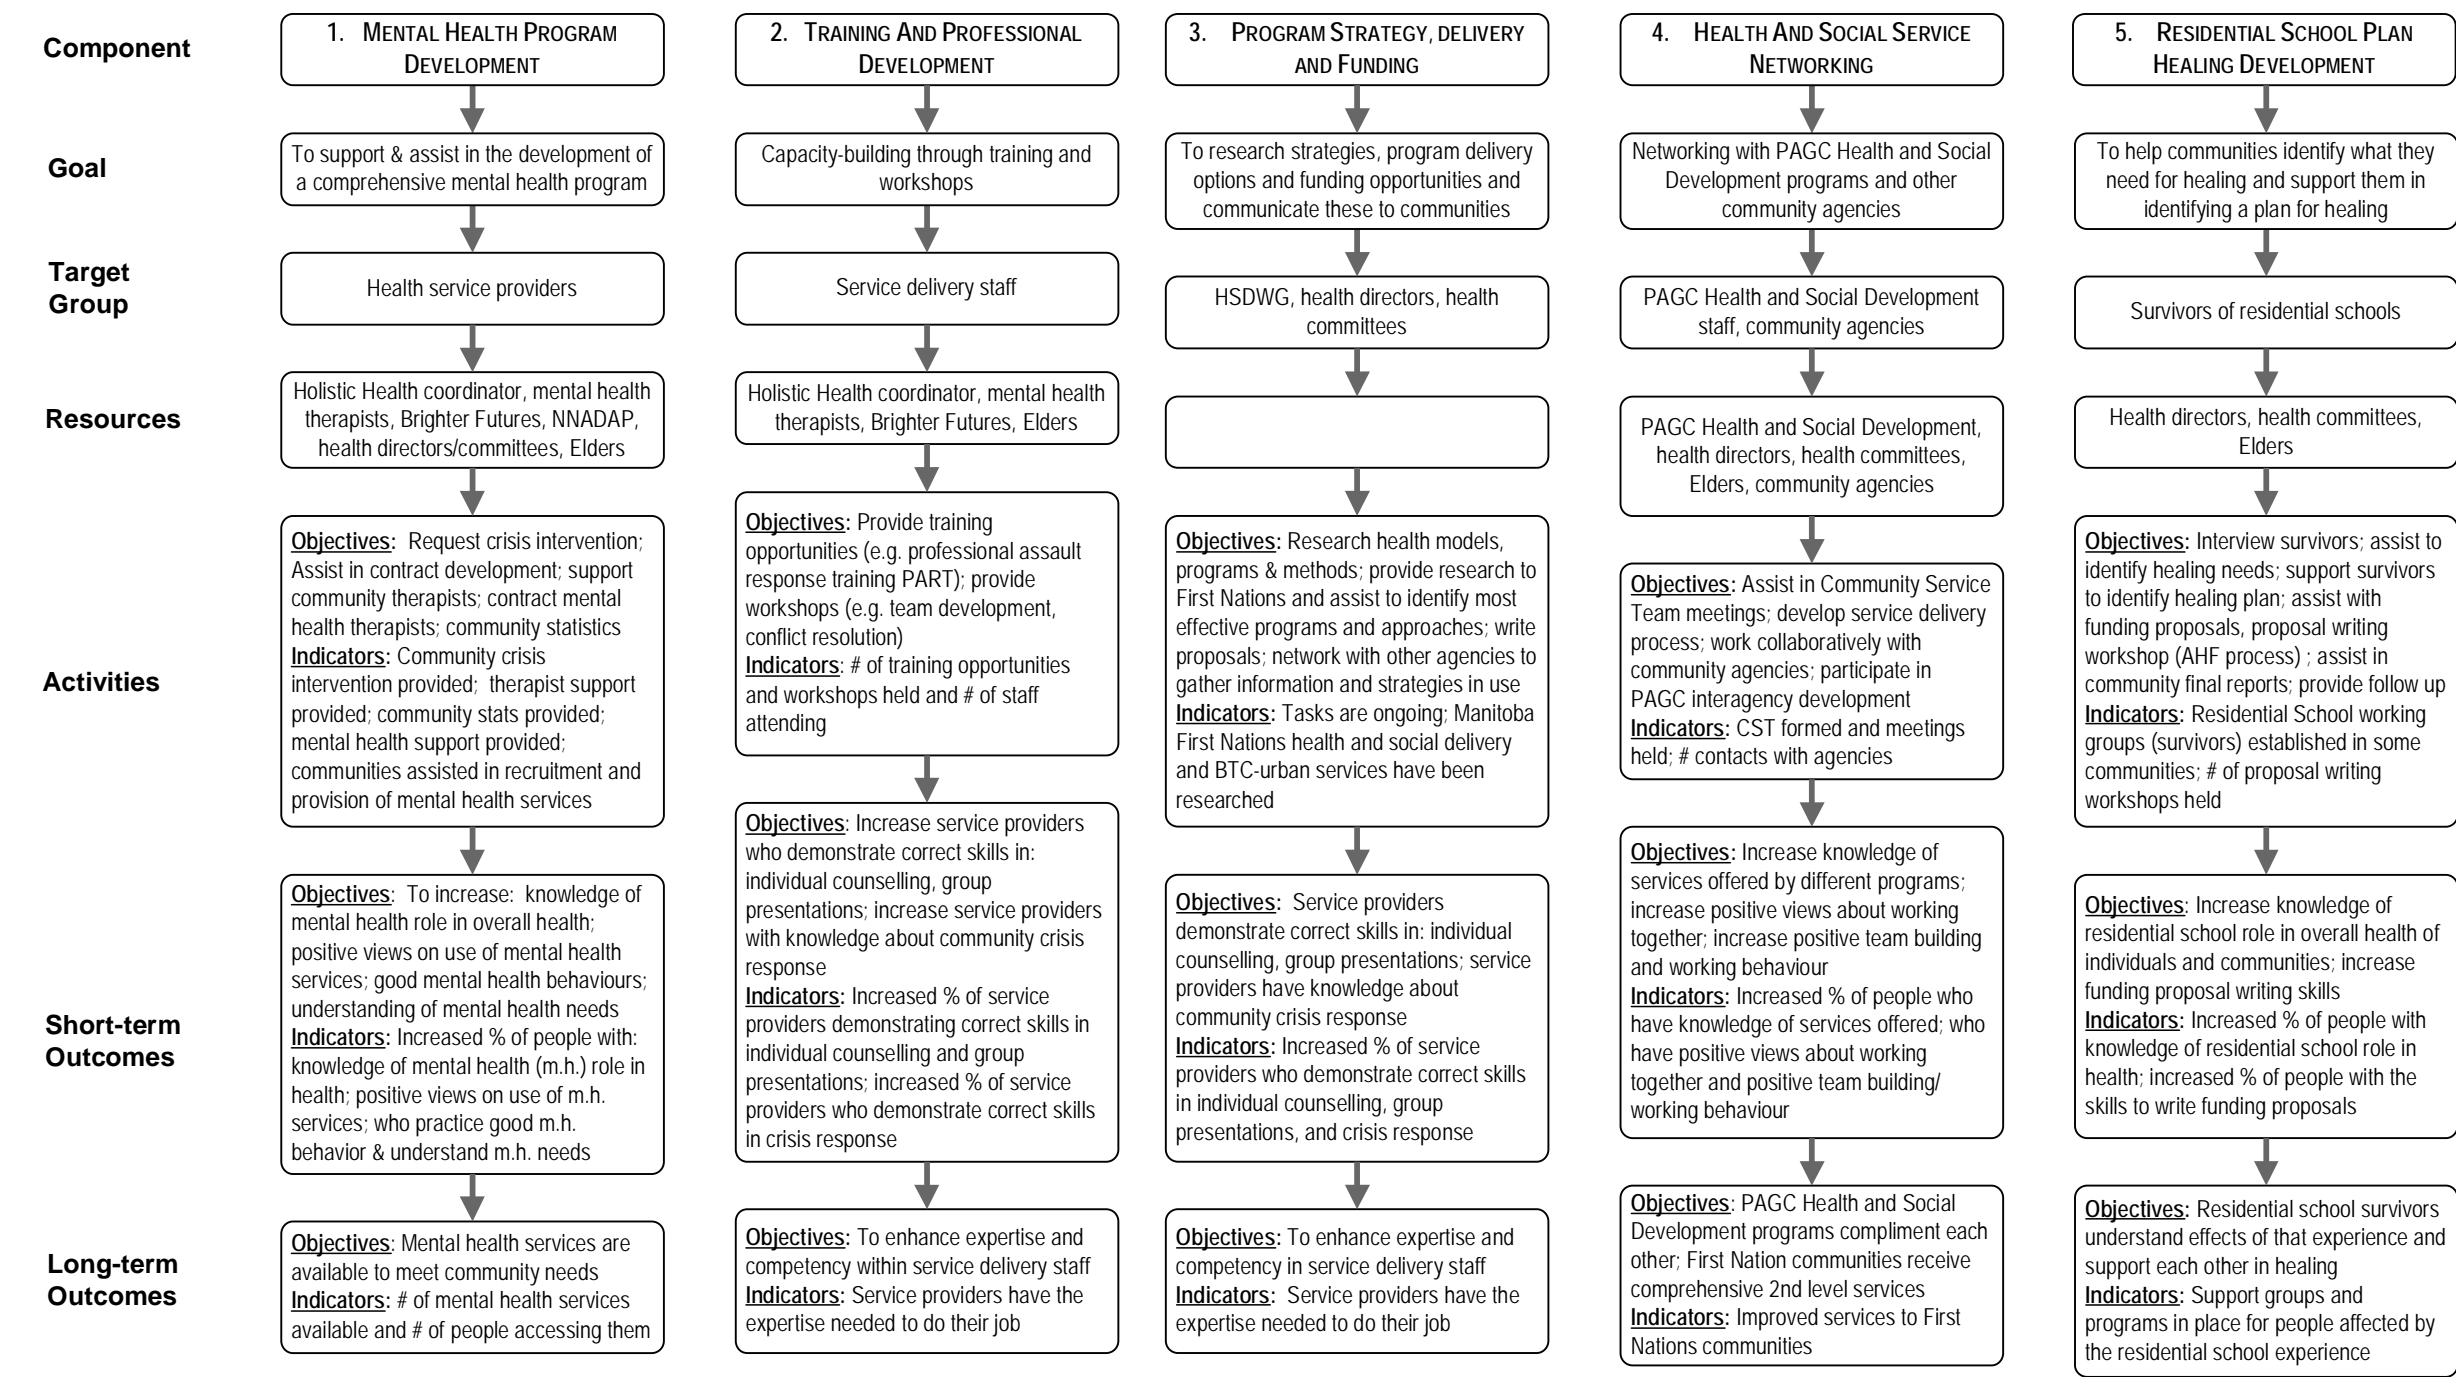 Component
1. MENTAL HEALTH PROGRAM
DEVELOPMENT
2. TRAINING AND PROFESSIONAL
DEVELOPMENT
3. PROGRAM STRATEGY, DELIVERY
AND FUNDING
4. HEALTH AND SOCIAL SERVICE
NETWORKING
5. RESIDENTIAL SCHOOL PLAN
HEALING DEVELOPMENT
Goal
To support & assist in the development of
a comprehensive mental health program
Capacity-building through training and
workshops
To research strategies, program delivery
options and funding opportunities and
communicate these to communities
Networking with PAGC Health and Social
Development programs and other
community agencies
To help communities identify what they
need for healing and support them in
identifying a plan for healing
Target
Group
Health service providers
Service delivery staff
HSDWG, health directors, health
committees
PAGC Health and Social Development
staff, community agencies
Survivors of residential schools
Resources
Holistic Health coordinator, mental health
therapists, Brighter Futures, NNADAP,
health directors/committees, Elders
Holistic Health coordinator, mental health
therapists, Brighter Futures, Elders
PAGC Health and Social Development,
health directors, health committees,
Elders, community agencies
Health directors, health committees,
Elders
Activities
Objectives: Request crisis intervention;
Assist in contract development; support
community therapists; contract mental
health therapists; community statistics
Indicators: Community crisis
intervention provided; therapist support
provided; community stats provided;
mental health support provided;
communities assisted in recruitment and
provision of mental health services
Objectives: Provide training
opportunities (e.g. professional assault
response training PART); provide
workshops (e.g. team development,
conflict resolution)
Indicators: # of training opportunities
and workshops held and # of staff
attending
Objectives: Research health models,
programs & methods; provide research to
First Nations and assist to identify most
effective programs and approaches; write
proposals; network with other agencies to
gather information and strategies in use
Indicators: Tasks are ongoing; Manitoba
First Nations health and social delivery
and BTC-urban services have been
researched
Objectives: Assist in Community Service
Team meetings; develop service delivery
process; work collaboratively with
community agencies; participate in
PAGC interagency development
Indicators: CST formed and meetings
held; # contacts with agencies
Objectives: Interview survivors; assist to
identify healing needs; support survivors
to identify healing plan; assist with
funding proposals, proposal writing
workshop (AHF process) ; assist in
community final reports; provide follow up
Indicators: Residential School working
groups (survivors) established in some
communities; # of proposal writing
workshops held
Short-term
Outcomes
Objectives: To increase: knowledge of
mental health role in overall health;
positive views on use of mental health
services; good mental health behaviours;
understanding of mental health needs
Indicators: Increased % of people with:
knowledge of mental health (m.h.) role in
health; positive views on use of m.h.
services; who practice good m.h.
behavior & understand m.h. needs
Objectives: Increase service providers
who demonstrate correct skills in:
individual counselling, group
presentations; increase service providers
with knowledge about community crisis
response
Indicators: Increased % of service
providers demonstrating correct skills in
individual counselling and group
presentations; increased % of service
providers who demonstrate correct skills
in crisis response
Objectives: Service providers
demonstrate correct skills in: individual
counselling, group presentations; service
providers have knowledge about
community crisis response
Indicators: Increased % of service
providers who demonstrate correct skills
in individual counselling, group
presentations, and crisis response
Objectives: Increase knowledge of
services offered by different programs;
increase positive views about working
together; increase positive team building
and working behaviour
Indicators: Increased % of people who
have knowledge of services offered; who
have positive views about working
together and positive team building/
working behaviour
Objectives: Increase knowledge of
residential school role in overall health of
individuals and communities; increase
funding proposal writing skills
Indicators: Increased % of people with
knowledge of residential school role in
health; increased % of people with the
skills to write funding proposals
Long-term
Outcomes
Objectives: Mental health services are
available to meet community needs
Indicators: # of mental health services
available and # of people accessing them
Objectives: To enhance expertise and
competency within service delivery staff
Indicators: Service providers have the
expertise needed to do their job
Objectives: To enhance expertise and
competency in service delivery staff
Indicators: Service providers have the
expertise needed to do their job
Objectives: PAGC Health and Social
Development programs compliment each
other; First Nation communities receive
comprehensive 2nd level services
Indicators: Improved services to First
Nations communities
Objectives: Residential school survivors
understand effects of that experience and
support each other in healing
Indicators: Support groups and
programs in place for people affected by
the residential school experience